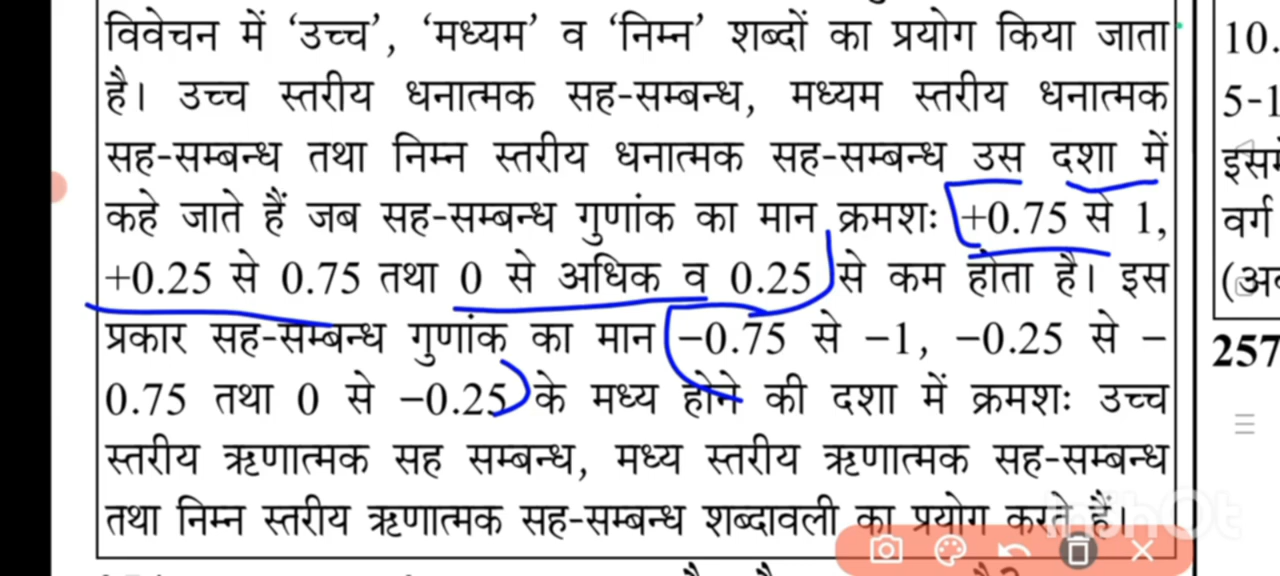 विवेचन में ‘उच्च’, ‘मध्यम’ व ‘निम्न’ शब्दों का प्रयोग किया जाता
है। उच्च स्तरीय धनात्मक सह-सम्बन्ध, मध्यम स्तरीय धनात्मक
सह-सम्बन्ध तथा निम्न स्तरीय धनात्मक सह-सम्बन्ध उस दशा में
कहे जाते हैं जब सह-सम्बन्ध गुणांक का मान क्रमशः +0.75 से 1,
+0.25 से 0.75 तथा 0 से अधिक व 0.25 से कम होता है। इस
प्रकार सह-सम्बन्ध गुणांक का मान −0.75 से −1, −0.25 से −
0.75 तथा 0 से −0.25 के मध्य होने की दशा में क्रमशः उच्च
स्तरीय ऋणात्मक सह सम्बन्ध, मध्य स्तरीय ऋणात्मक सह-सम्बन्ध
तथा निम्न स्तरीय ऋणात्मक सह-सम्बन्ध शब्दावली का प्रयोग करते हैं।
10.
5-1
वर्ग
257